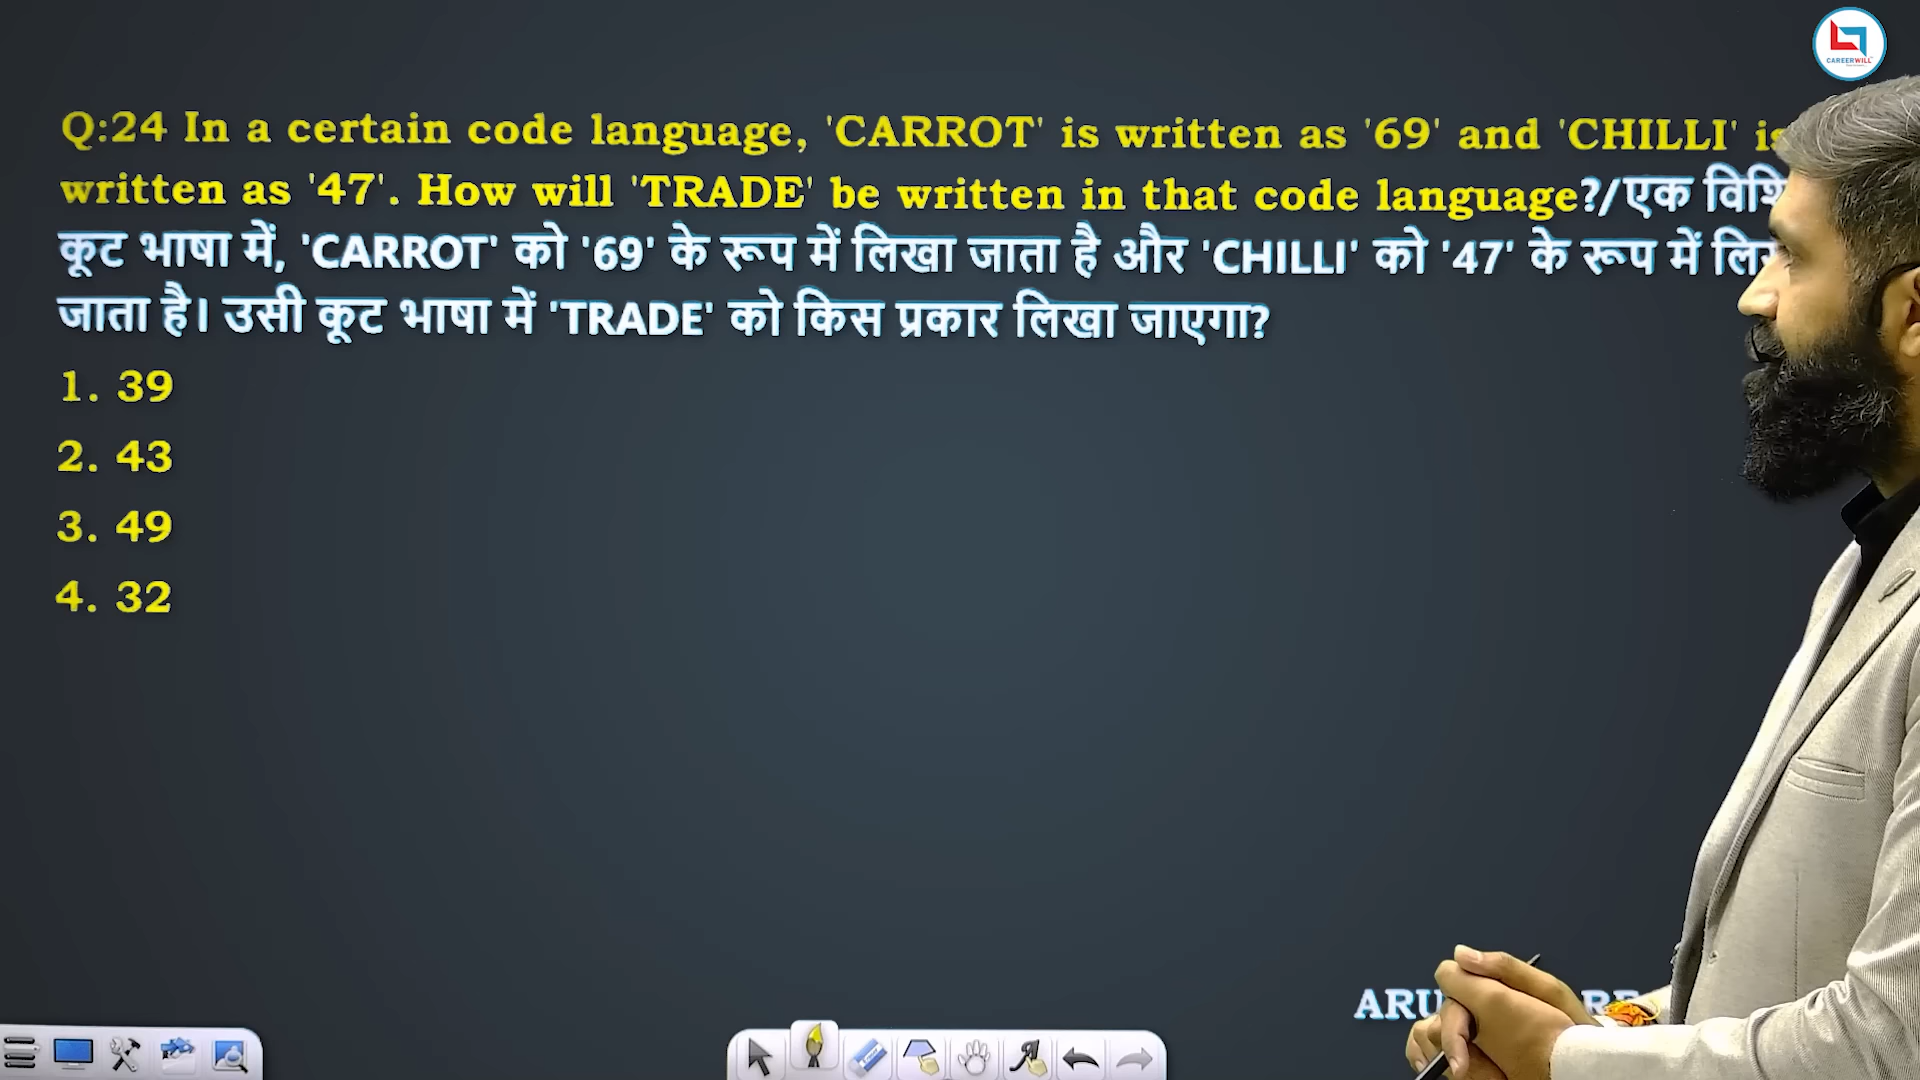 CAREERWILL
Q:24 In a certain code language, 'CARROT' is written as '69' and 'CHILLI' is
written as '47'. How will 'TRADE' be written in that code language?/एक
कूट भाषा में, 'CARROT' को '69' के रूप में लिखा जाता है और 'CHILLI' को '47' के रूप में
जाता है। उसी कूट भाषा में 'TRADE' को किस प्रकार लिखा जाएगा?
1. 39
2. 43
3. 49
4. 32